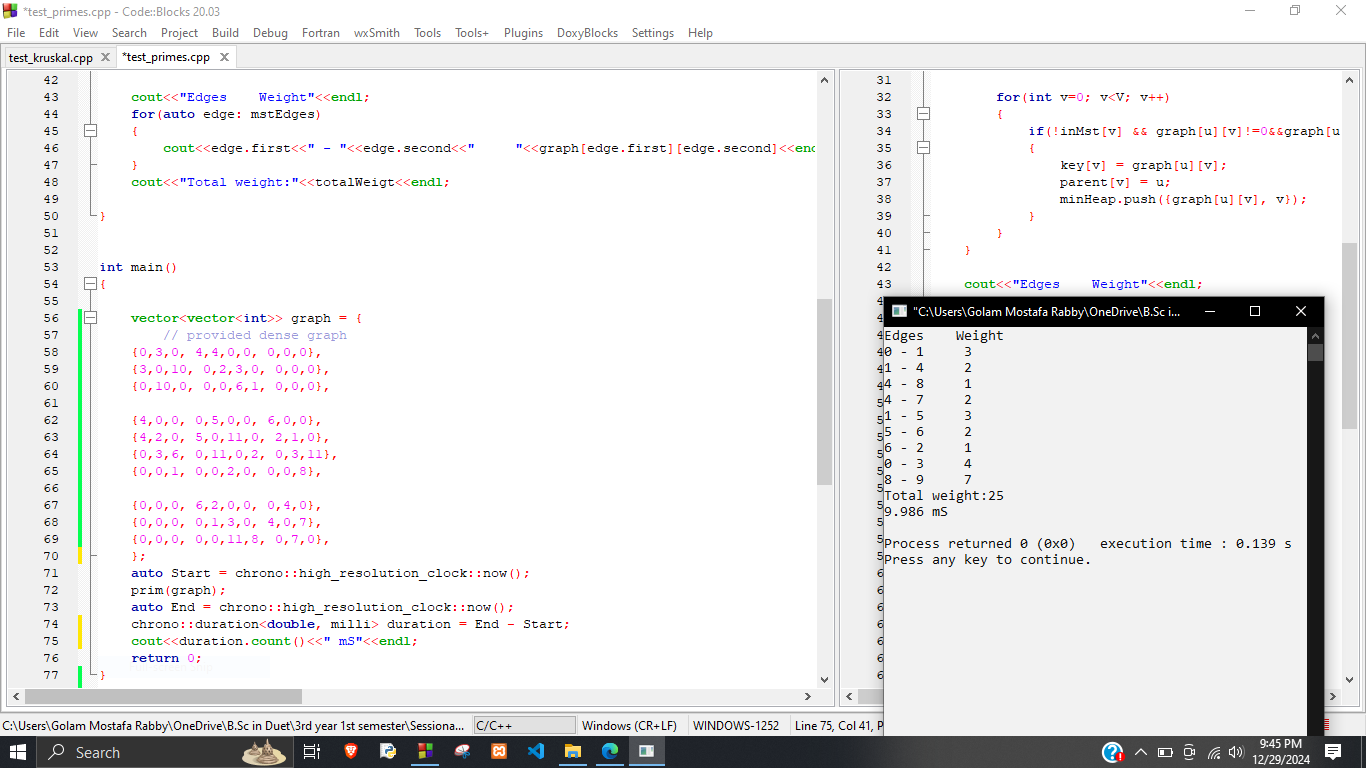 *test_primes.cpp - Code::Blocks 20.03
File Edit View Search Project Build Debug Fortran wxSmith Tools Tools+ Plugins DoxyBlocks Settings Help
test_kruskal.cpp *test_primes.cpp
42
43 cout<<"Edges    Weight"<<endl;
44 for(auto edge: mstEdges)
45 {
46 cout<<edge.first<<" - "<<edge.second<<"     "<<graph[edge.first][edge.second]<<end
47 }
48 cout<<"Total weight:"<<totalWeigt<<endl;
49
50 }
51
52
53 int main()
54 {
55
56 vector<vector<int>> graph = {
57 // provided dense graph
58 {0,3,0, 4,4,0,0, 0,0,0},
59 {3,0,10, 0,2,3,0, 0,0,0},
60 {0,10,0, 0,0,6,1, 0,0,0},
61
62 {4,0,0, 0,5,0,0, 6,0,0},
63 {4,2,0, 5,0,11,0, 2,1,0},
64 {0,3,6, 0,11,0,2, 0,3,11},
65 {0,0,1, 0,0,2,0, 0,0,8},
66
67 {0,0,0, 6,2,0,0, 0,4,0},
68 {0,0,0, 0,1,3,0, 4,0,7},
69 {0,0,0, 0,0,11,8, 0,7,0},
70 };
71 auto Start = chrono::high_resolution_clock::now();
72 prim(graph);
73 auto End = chrono::high_resolution_clock::now();
74 chrono::duration<double, milli> duration = End - Start;
75 cout<<duration.count()<<" mS"<<endl;
76 return 0;
77 }
31
32 for(int v=0; v<V; v++)
33 {
34 if(!inMst[v] && graph[u][v]!=0&&graph[u
35 {
36 key[v] = graph[u][v];
37 parent[v] = u;
38 minHeap.push({graph[u][v], v});
39 }
40 }
41 }
42
43 cout<<"Edges    Weight"<<endl;
"C:\Users\Golam Mostafa Rabby\OneDrive\B.Sc i...
Edges    Weight
0 - 1     3
1 - 4     2
4 - 8     1
4 - 7     2
1 - 5     3
5 - 6     2
6 - 2     1
0 - 3     4
8 - 9     7
Total weight:25
9.986 mS
Process returned 0 (0x0)   execution time : 0.139 s
Press any key to continue.
C:\Users\Golam Mostafa Rabby\OneDrive\B.Sc in Duet\3rd year 1st semester\Sessiona... C/C++ Windows (CR+LF) WINDOWS-1252 Line 75, Col 41, P
Search
9:45 PM
12/29/2024